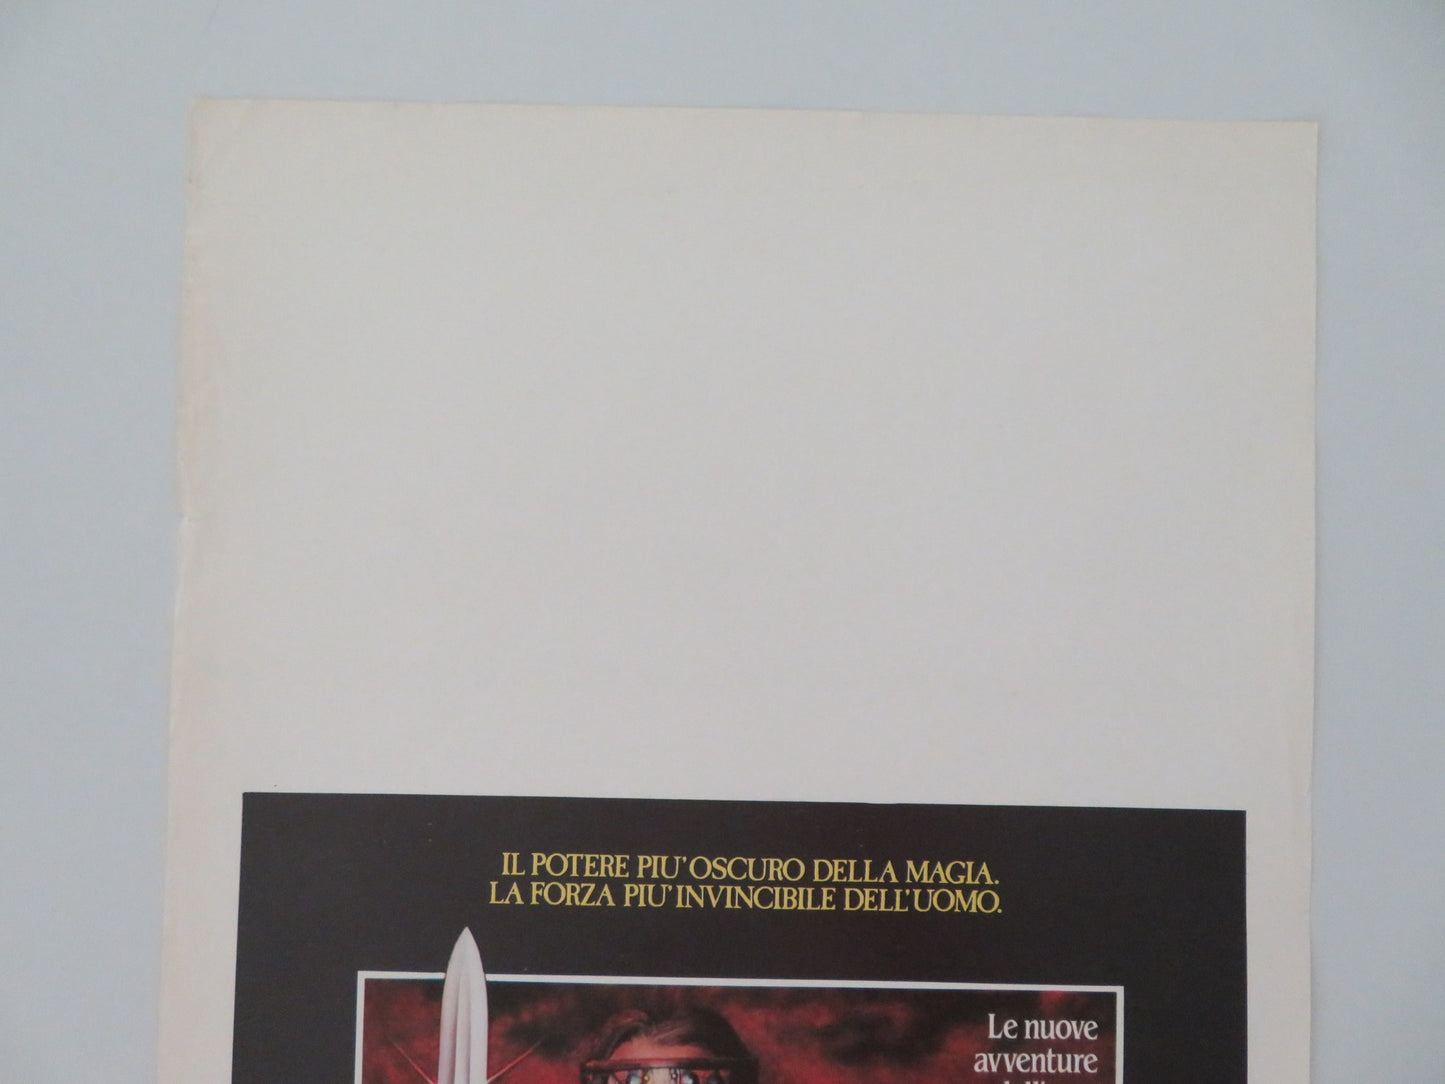 IL POTERE PIU' OSCURO DELLA MAGIA.
LA FORZA PIU' INVINCIBILE DELL'UOMO.
Le nuove
avventure